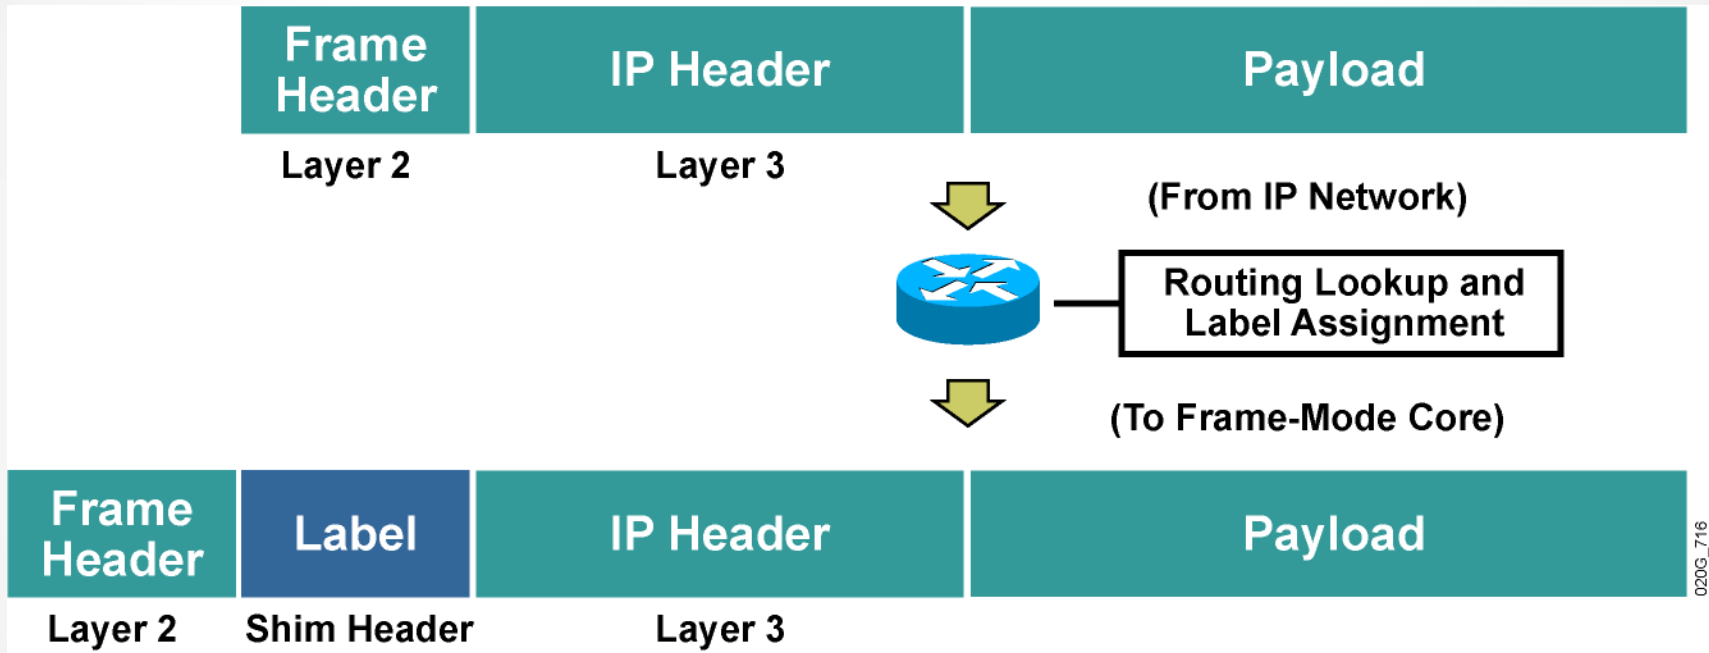 Frame
Header
IP Header
Payload
Layer 2
Layer 3
(From IP Network)
Routing Lookup and
Label Assignment
(To Frame-Mode Core)
Frame
Header
Label
IP Header
Payload
020G_716
Layer 2
Shim Header
Layer 3